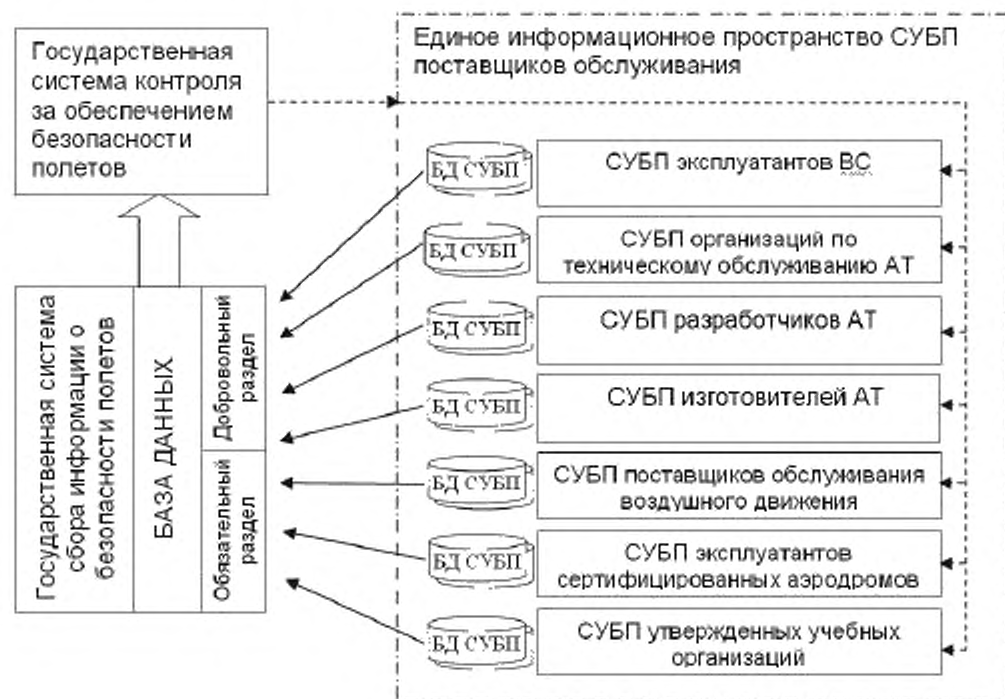 Государственная
система контроля
за обеспечением
безопасности
полетов
Единое информационное пространство СУБП
поставщиков обслуживания
БД СУБП
СУБП эксплуатантов ВС
БД СУБП
СУБП организаций по
техническому обслуживанию АТ
БД СУБП
СУБП разработчиков АТ
БД СУБП
СУБП изготовителей АТ
БД СУБП
СУБП поставщиков обслуживания
воздушного движения
БД СУБП
СУБП эксплуатантов
сертифицированных аэродромов
БД СУБП
СУБП утвержденных учебных
организаций
Государственная система
сбора информации о
безопасности полетов
БАЗА ДАННЫХ
Добровольный
раздел
Обязательный
раздел